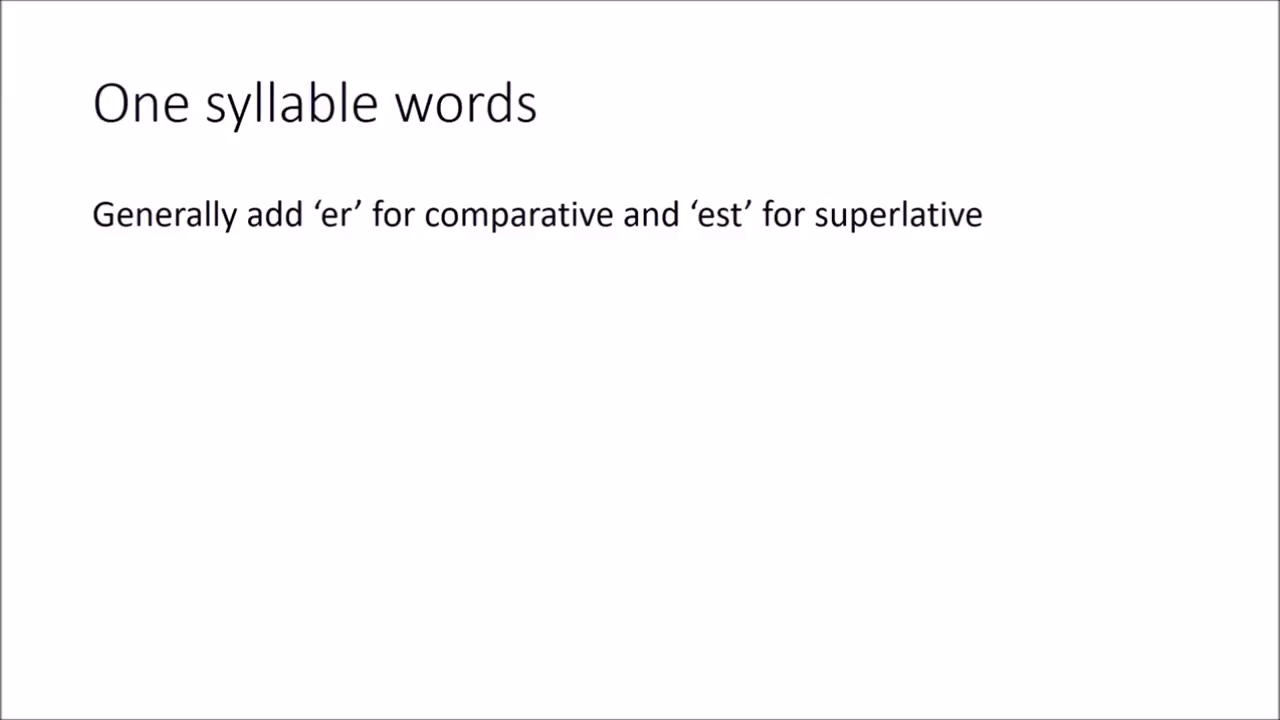 One syllable words
Generally add ‘er’ for comparative and ‘est’ for superlative